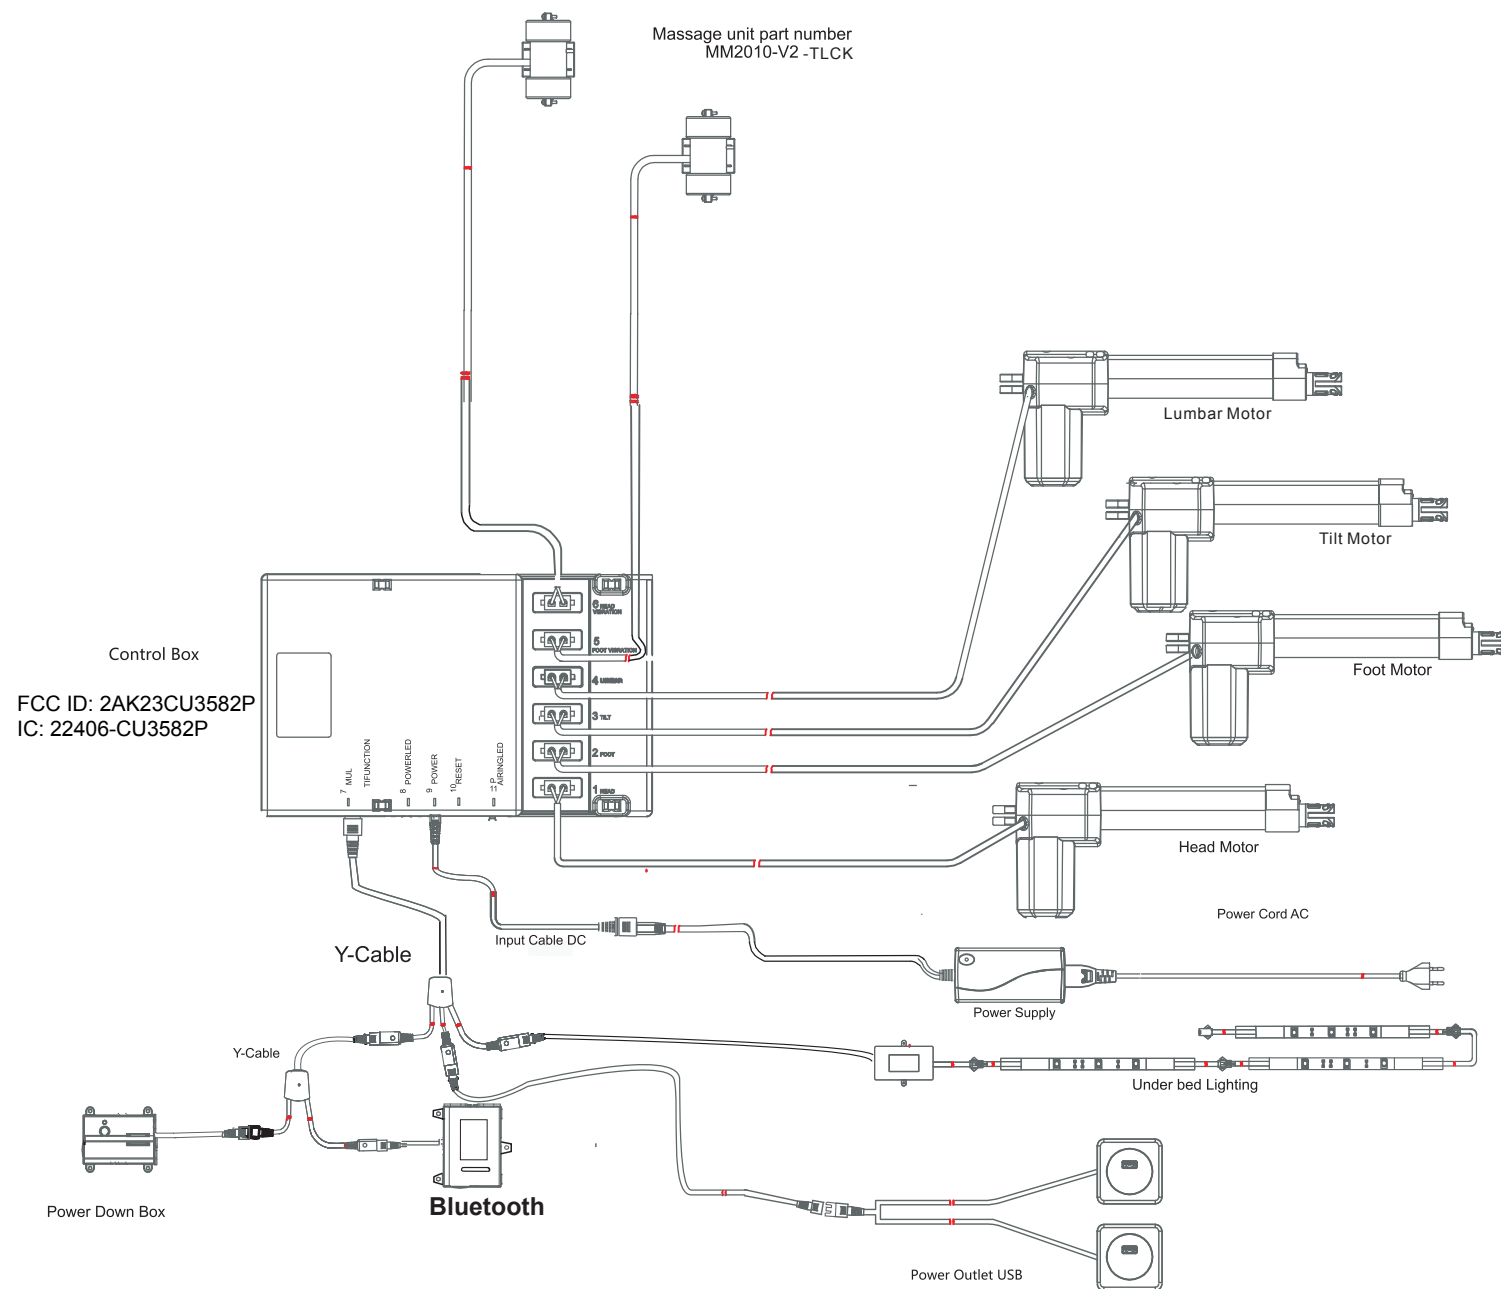 Massage unit part number
MM2010-V2 -TLCK
Lumbar Motor
Tilt Motor
Foot Motor
Head Motor
Control Box
FCC ID: 2AK23CU3582P
IC: 22406-CU3582P
6 HEAD
VIBRATION
5
FOOT VIBRATION
4 LUMBAR
3 TILT
2 FOOT
1 HEAD
7 MUL
TIFUNCTION
8 POWERLED
9 POWER
10 RESET
11 P
AIRINGLED
Power Cord AC
Input Cable DC
Y-Cable
Power Supply
Y-Cable
Under bed Lighting
Power Down Box
Bluetooth
Power Outlet USB